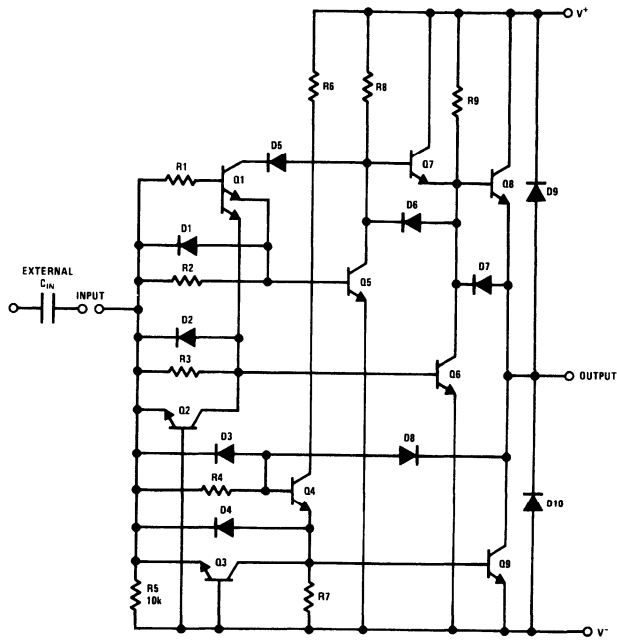 V+
R6
R8
R9
D5
R1
Q7
Q1
Q8
D9
D1
D6
EXTERNAL
CIN
INPUT
R2
Q5
D7
D2
R3
Q6
OUTPUT
Q2
D3
D8
R4
Q4
D10
D4
Q3
Q9
R5
10k
R7
V-